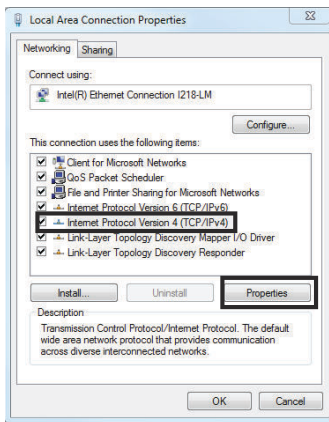 Local Area Connection Properties
Networking Sharing
Connect using:
Intel(R) Ethernet Connection I218-LM
Configure...
This connection uses the following items:
Client for Microsoft Networks
QoS Packet Scheduler
File and Printer Sharing for Microsoft Networks
Internet Protocol Version 6 (TCP/IPv6)
Internet Protocol Version 4 (TCP/IPv4)
Link-Layer Topology Discovery Mapper I/O Driver
Link-Layer Topology Discovery Responder
Install... Uninstall Properties
Description
Transmission Control Protocol/Internet Protocol. The default
wide area network protocol that provides communication
across diverse interconnected networks.
OK Cancel